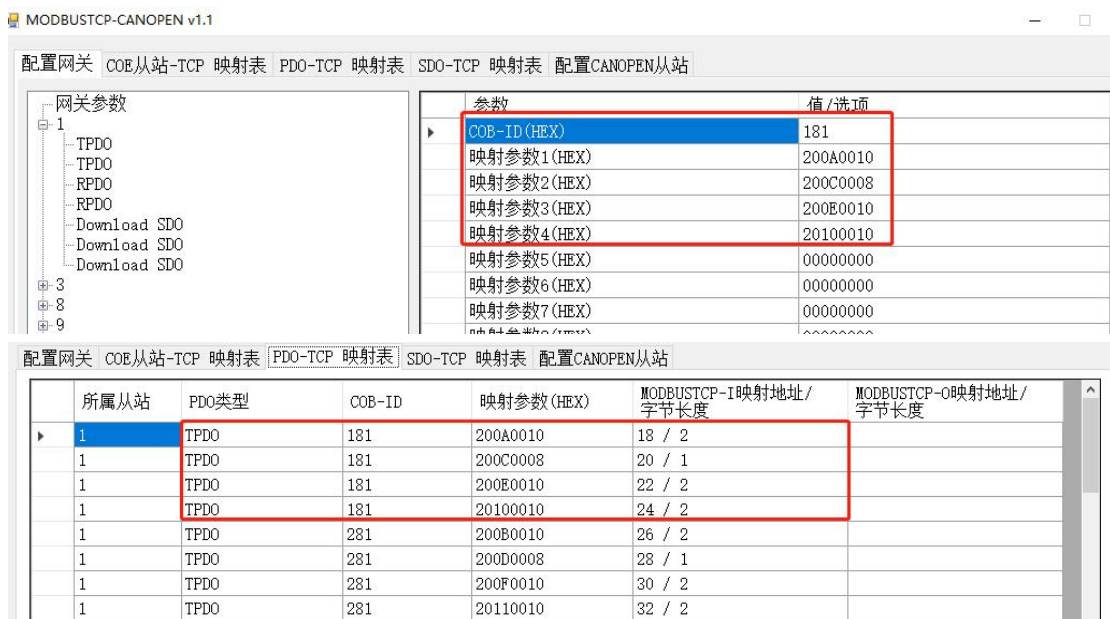 MODBUSTCP-CANOPEN v1.1
配置网关 COE从站-TCP 映射表 PDO-TCP 映射表 SDO-TCP 映射表 配置CANOPEN从站
网关参数
1
TPDO
TPDO
RPDO
RPDO
Download SDO
Download SDO
Download SDO
3
8
9
参数 值/选项
COB-ID(HEX) 181
映射参数1(HEX) 200A0010
映射参数2(HEX) 200C0008
映射参数3(HEX) 200E0010
映射参数4(HEX) 20100010
映射参数5(HEX) 00000000
映射参数6(HEX) 00000000
映射参数7(HEX) 00000000
配置网关 COE从站-TCP 映射表 PDO-TCP 映射表 SDO-TCP 映射表 配置CANOPEN从站
所属从站 PDO类型 COB-ID 映射参数(HEX) MODBUSTCP-I映射地址/字节长度 MODBUSTCP-O映射地址/字节长度
1 TPDO 181 200A0010 18 / 2
1 TPDO 181 200C0008 20 / 1
1 TPDO 181 200E0010 22 / 2
1 TPDO 181 20100010 24 / 2
1 TPDO 281 200B0010 26 / 2
1 TPDO 281 200D0008 28 / 1
1 TPDO 281 200F0010 30 / 2
1 TPDO 281 20110010 32 / 2